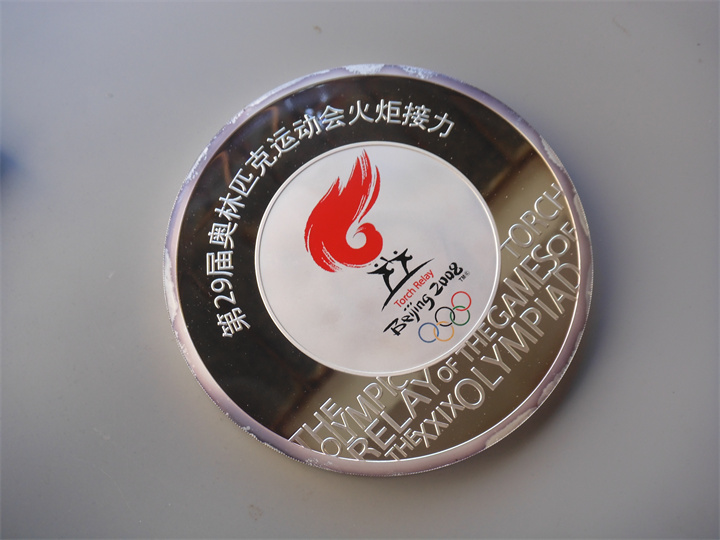 第29届奥林匹克运动会火炬接力
Torch Relay
Beijing 2008
TM©
THE
OLYMPIC TORCH
RELAY OF THE GAMES OF
THE XXIX OLYMPIAD